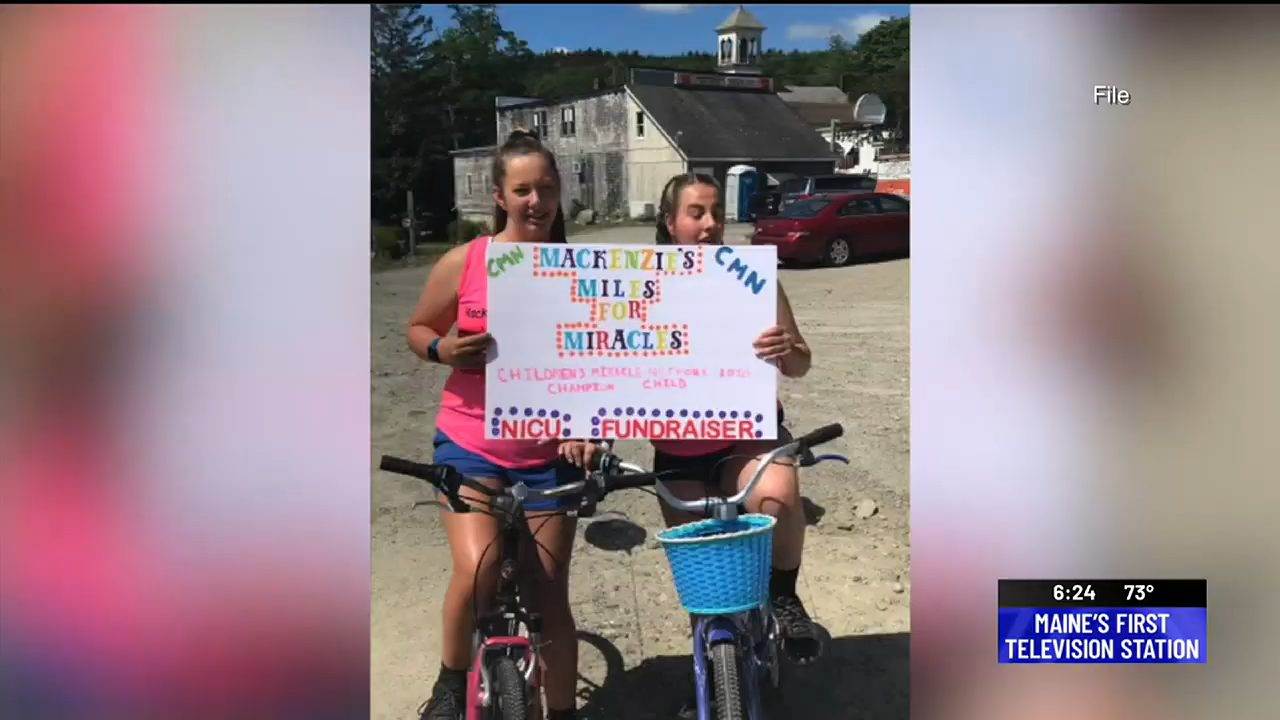 File
CMN MACKENZIE'S CMN
MILES
FOR
MIRACLES
CHILDREN'S MIRACLE NETWORK
CHAMPION CHILD
NICU FUNDRAISER
6:24 73°
MAINE'S FIRST
TELEVISION STATION